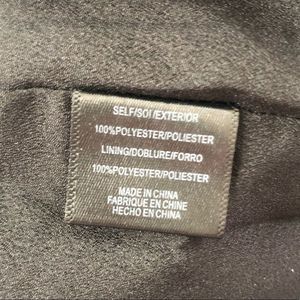 SELF/SOI/EXTERIOR
100%POLYESTER/POLIESTER
LINING/DOBLURE/FORRO
100%POLYESTER/POLIESTER
MADE IN CHINA
FABRIQUE EN CHINE
HECHO EN CHINA